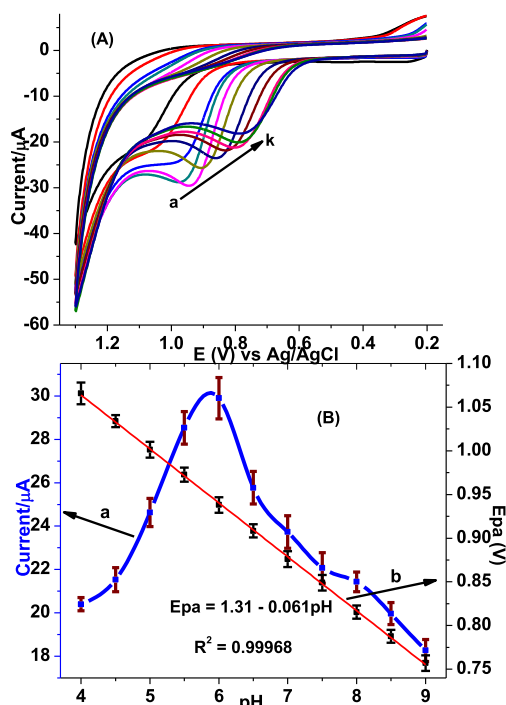 (A)
0
-10
-20
-30
-40
-50
-60
Current/µA
k
a
1.2 1.0 0.8 0.6 0.4 0.2
E (V) vs Ag/AgCl
(B)
30
28
26
24
22
20
18
Current/µA
a
b
Epa = 1.31 - 0.061pH
R² = 0.99968
1.10
1.05
1.00
0.95
0.90
0.85
0.80
0.75
Epa (V)
4 5 6 7 8 9
pH